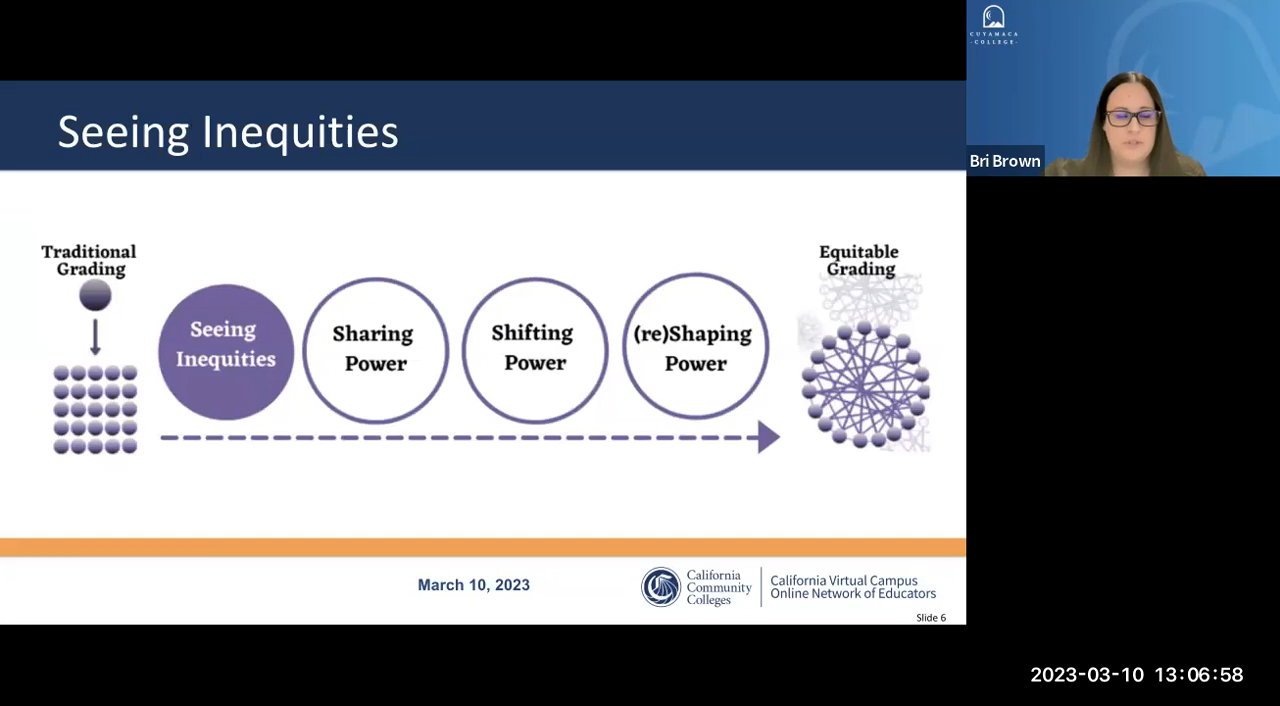 Seeing Inequities
Traditional
Grading
Seeing
Inequities
Sharing
Power
Shifting
Power
(re)Shaping
Power
Equitable
Grading
March 10, 2023
California
Community
Colleges
California Virtual Campus
Online Network of Educators
Slide 6
CUYAMACA
·COLLEGE·
Bri Brown
2023-03-10 13:06:58